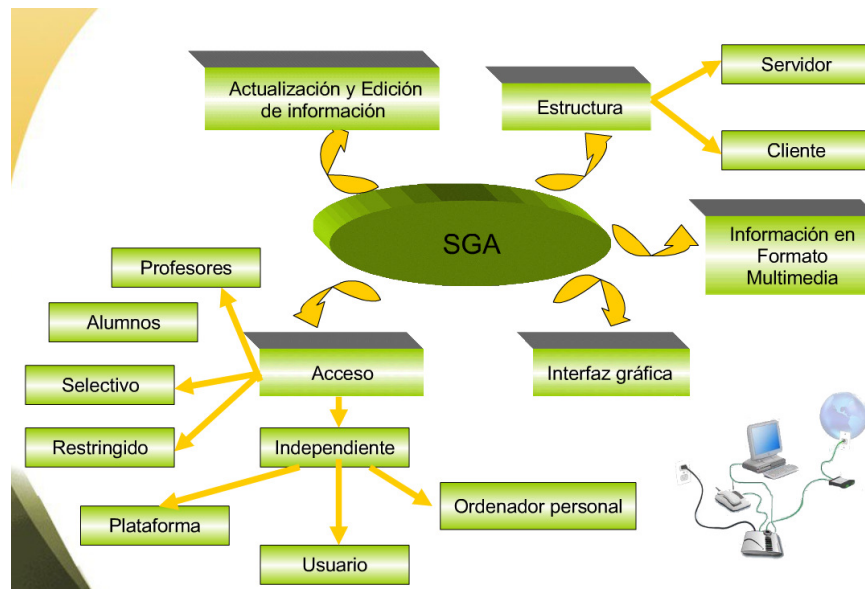 Actualización y Edición
de información
Estructura
Servidor
Cliente
SGA
Información en
Formato
Multimedia
Profesores
Alumnos
Selectivo
Restringido
Acceso
Interfaz gráfica
Independiente
Plataforma
Usuario
Ordenador personal